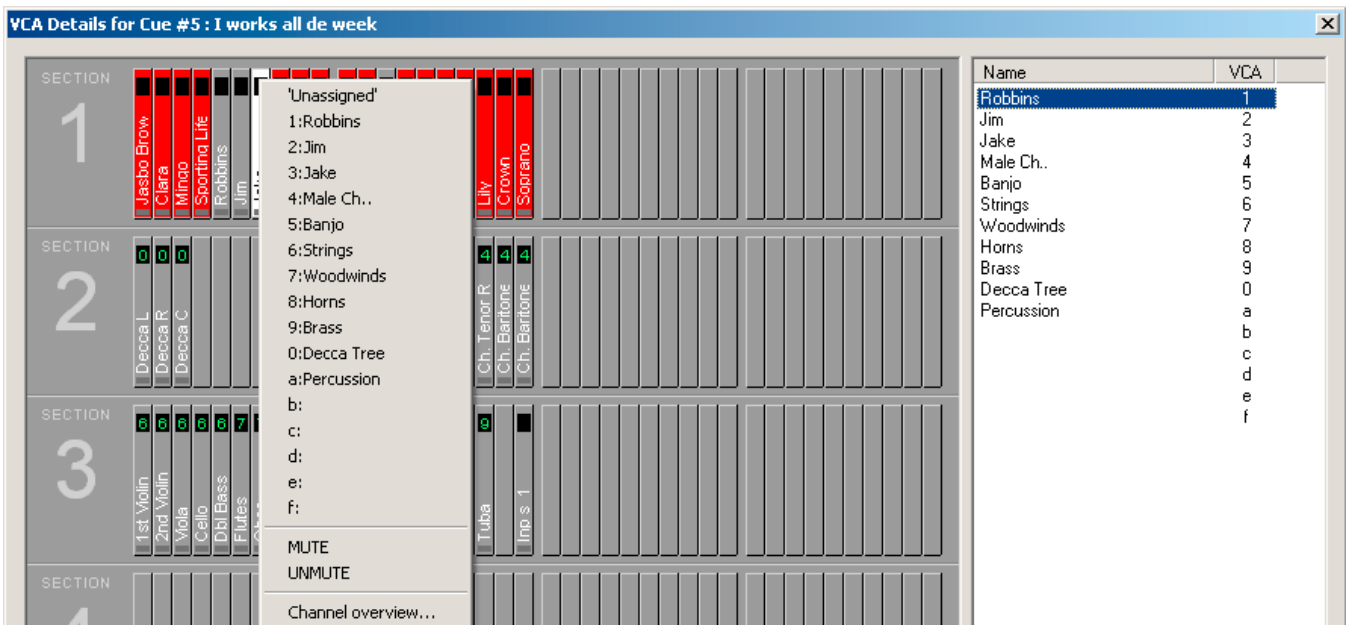 VCA Details for Cue #5 : I works all de week
SECTION
1
Jasbo Brow
Clara
Mingo
Sporting Life
Robbins
Jim
Lily
Crown
Soprano
SECTION
2
0 0 0
4 4 4
Decca L
Decca R
Decca C
Ch. Tenor R
Ch. Baritone
Ch. Baritone
SECTION
3
6 6 6 6 6 7
9
1st Violin
2nd Violin
Viola
Cello
Dbl Bass
Flutes
Tuba
Inp s 1
SECTION
'Unassigned'
1:Robbins
2:Jim
3:Jake
4:Male Ch..
5:Banjo
6:Strings
7:Woodwinds
8:Horns
9:Brass
0:Decca Tree
a:Percussion
b:
c:
d:
e:
f:
MUTE
UNMUTE
Channel overview...
Name VCA
Robbins 1
Jim 2
Jake 3
Male Ch.. 4
Banjo 5
Strings 6
Woodwinds 7
Horns 8
Brass 9
Decca Tree 0
Percussion a
b
c
d
e
f